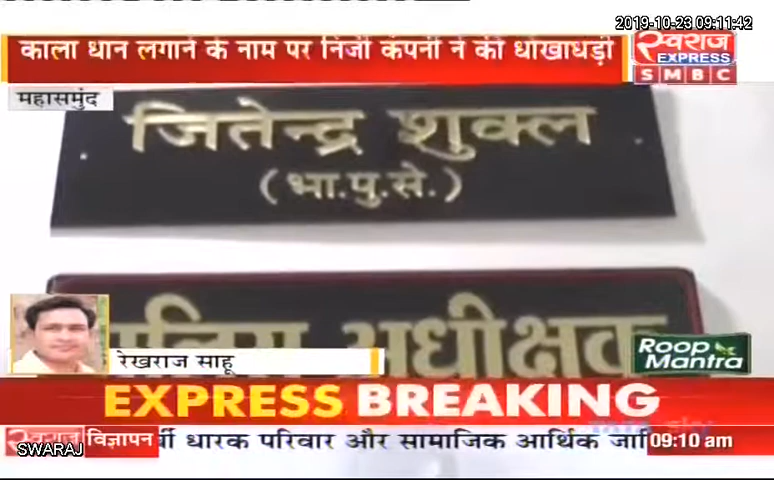 2019-10-23 09:11:42
काला धान लगाने के नाम पर निजी कंपनी ने की धोखाधड़ी
स्वराज
EXPRESS
SMBC
महासमुंद
जितेन्द्र शुक्ल
(भा.पु.से.)
अधीक्षक
रेखराज साहू
Roop
Mantra
EXPRESS BREAKING
स्वराज विज्ञापन
धारक परिवार और सामाजिक आर्थिक जाति
09:10 am
SWARAJ